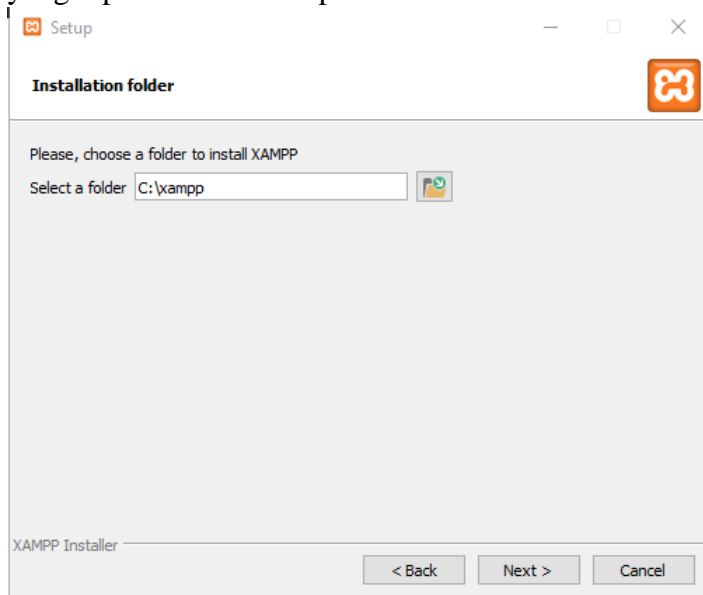 Setup
Installation folder
Please, choose a folder to install XAMPP
Select a folder C:\xampp
XAMPP Installer
< Back Next > Cancel